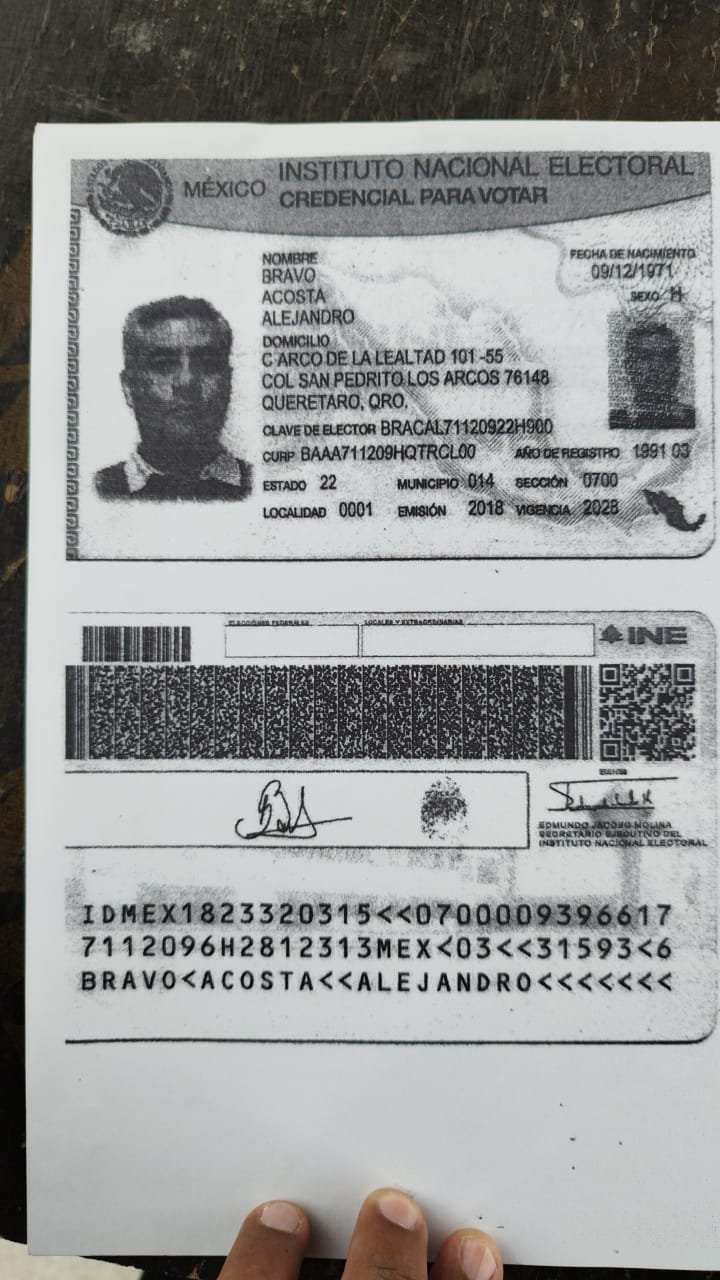 MÉXICO INSTITUTO NACIONAL ELECTORAL
CREDENCIAL PARA VOTAR
NOMBRE
BRAVO
ACOSTA
ALEJANDRO
FECHA DE NACIMIENTO
09/12/1971
SEXO H
DOMICILIO
C ARCO DE LA LEALTAD 101 -55
COL SAN PEDRITO LOS ARCOS 76148
QUERETARO, QRO.
CLAVE DE ELECTOR BRACAL71120922H900
CURP BAAA711209HQTRCL00 AÑO DE REGISTRO 1991 03
ESTADO 22 MUNICIPIO 014 SECCIÓN 0700
LOCALIDAD 0001 EMISIÓN 2018 VIGENCIA 2028
ELECCIONES FEDERALES LOCALES Y EXTRAORDINARIAS
INE
EDMUNDO JACOBO MOLINA
SECRETARIO EJECUTIVO DEL
INSTITUTO NACIONAL ELECTORAL
IDMEX1823320315<<0700009396617
7112096H2812313MEX<03<<31593<6
BRAVO<ACOSTA<<ALEJANDRO<<<<<<<